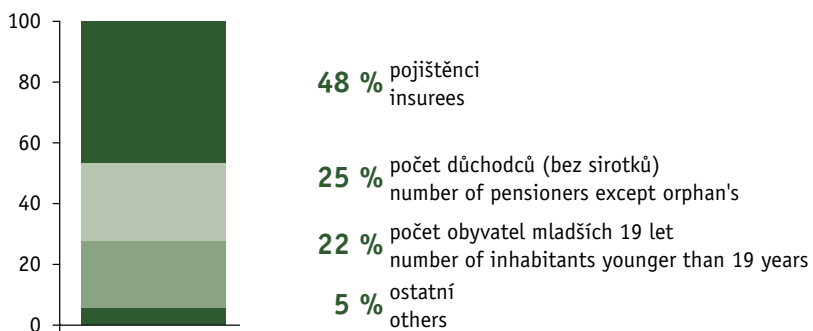 100
80
60
40
20
0
48 % pojištěnci
insurees
25 % počet důchodců (bez sirotků)
number of pensioners except orphan's
22 % počet obyvatel mladších 19 let
number of inhabitants younger than 19 years
5 % ostatní
others